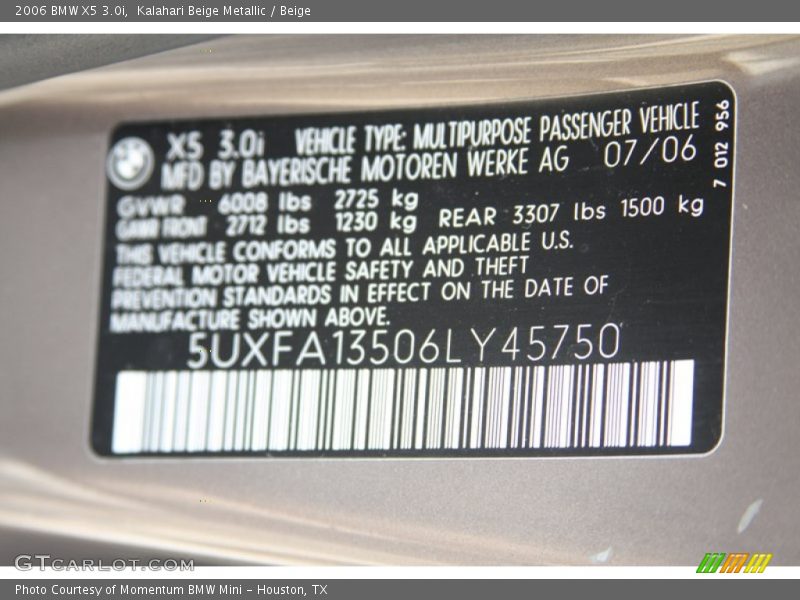 2006 BMW X5 3.0i,  Kalahari Beige Metallic / Beige
X5 3.0i VEHICLE TYPE: MULTIPURPOSE PASSENGER VEHICLE
MFD BY BAYERISCHE MOTOREN WERKE AG 07/06
7 012 956
GVWR 6008 lbs 2725 kg
GAWR FRONT 2712 lbs 1230 kg REAR 3307 lbs 1500 kg
THIS VEHICLE CONFORMS TO ALL APPLICABLE U.S.
FEDERAL MOTOR VEHICLE SAFETY AND THEFT
PREVENTION STANDARDS IN EFFECT ON THE DATE OF
MANUFACTURE SHOWN ABOVE.
5UXFA13506LY45750
GTCARLOT.COM
Photo Courtesy of Momentum BMW Mini - Houston, TX